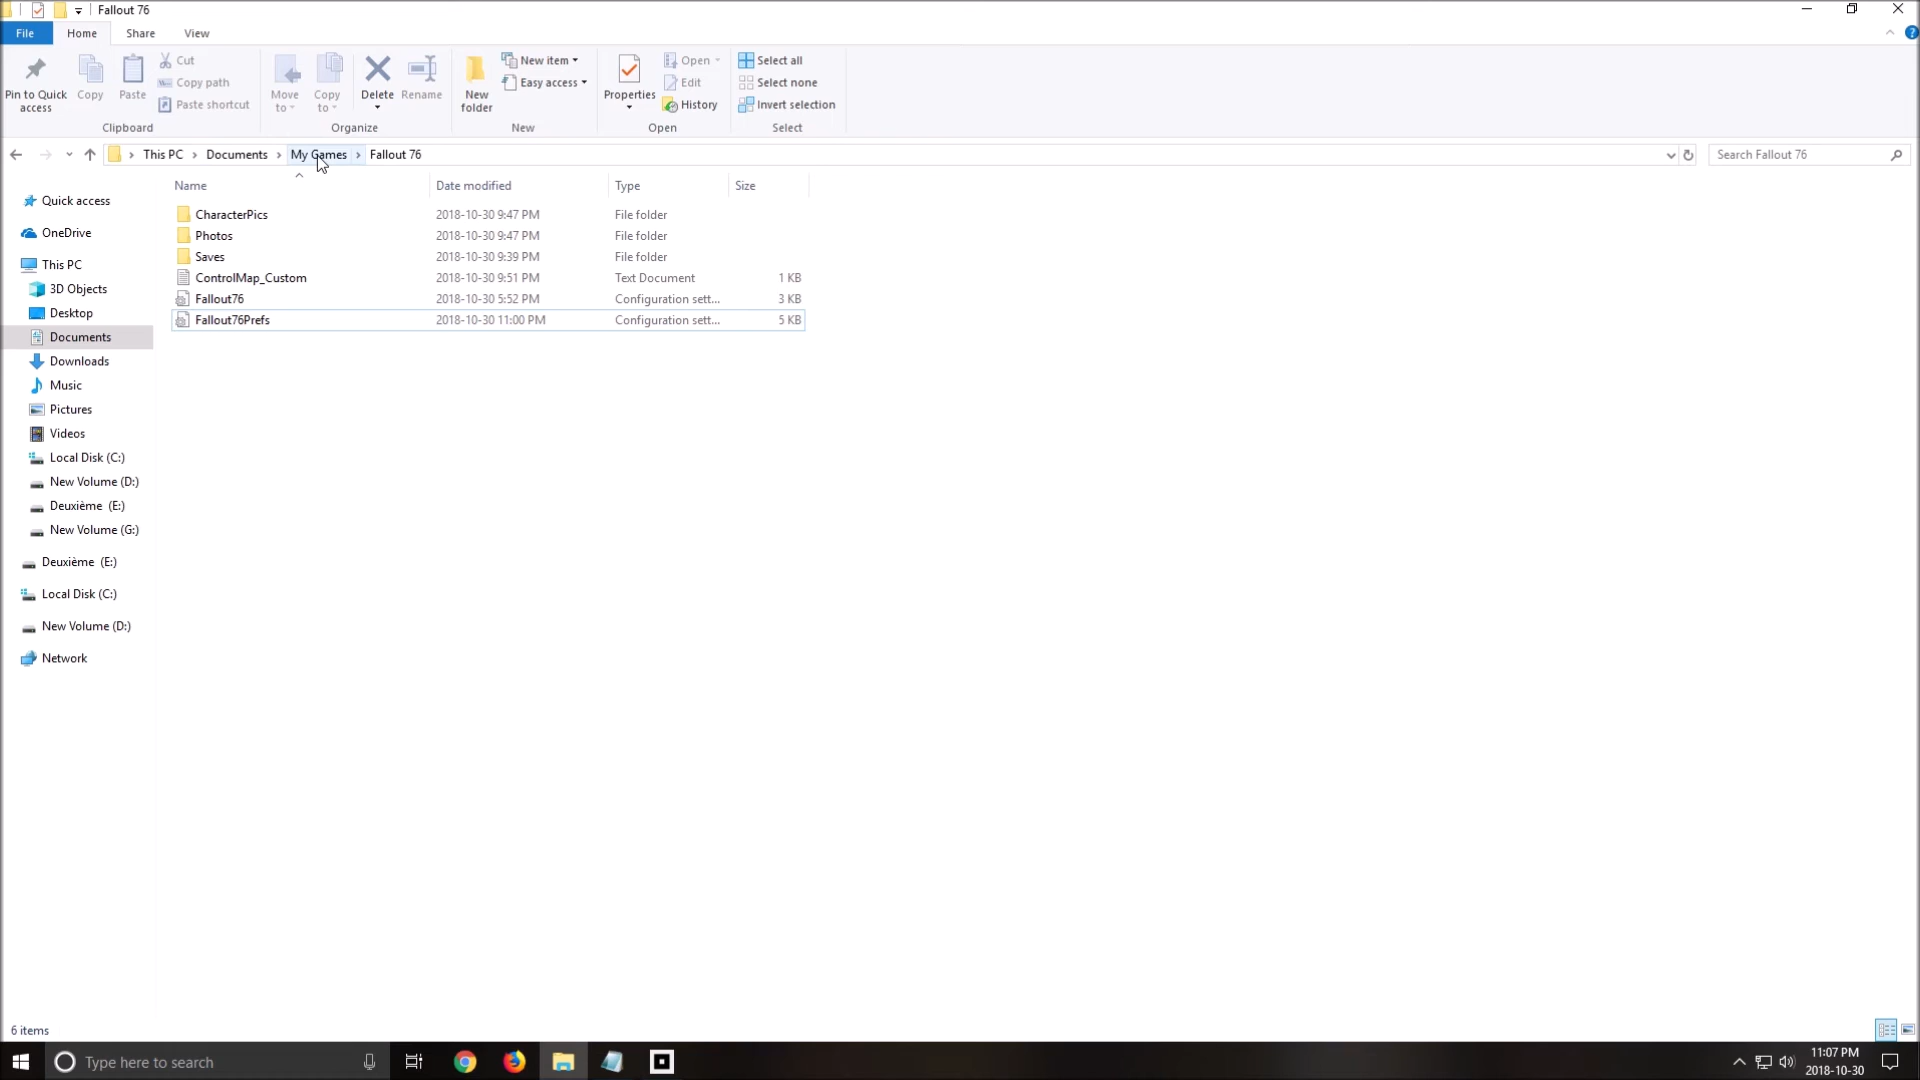 Fallout 76
File Home Share View
Pin to Quick access
Copy
Paste
Cut
Copy path
Paste shortcut
Clipboard
Move to
Copy to
Delete
Rename
Organize
New folder
New item
Easy access
New
Properties
Open
Edit
History
Open
Select all
Select none
Invert selection
Select
This PC > Documents > My Games > Fallout 76
Search Fallout 76
Name Date modified Type Size
CharacterPics 2018-10-30 9:47 PM File folder
Photos 2018-10-30 9:47 PM File folder
Saves 2018-10-30 9:39 PM File folder
ControlMap_Custom 2018-10-30 9:51 PM Text Document 1 KB
Fallout76 2018-10-30 5:52 PM Configuration sett... 3 KB
Fallout76Prefs 2018-10-30 11:00 PM Configuration sett... 5 KB
Quick access
OneDrive
This PC
3D Objects
Desktop
Documents
Downloads
Music
Pictures
Videos
Local Disk (C:)
New Volume (D:)
Deuxième (E:)
New Volume (G:)
Deuxième (E:)
Local Disk (C:)
New Volume (D:)
Network
6 items
Type here to search
11:07 PM
2018-10-30